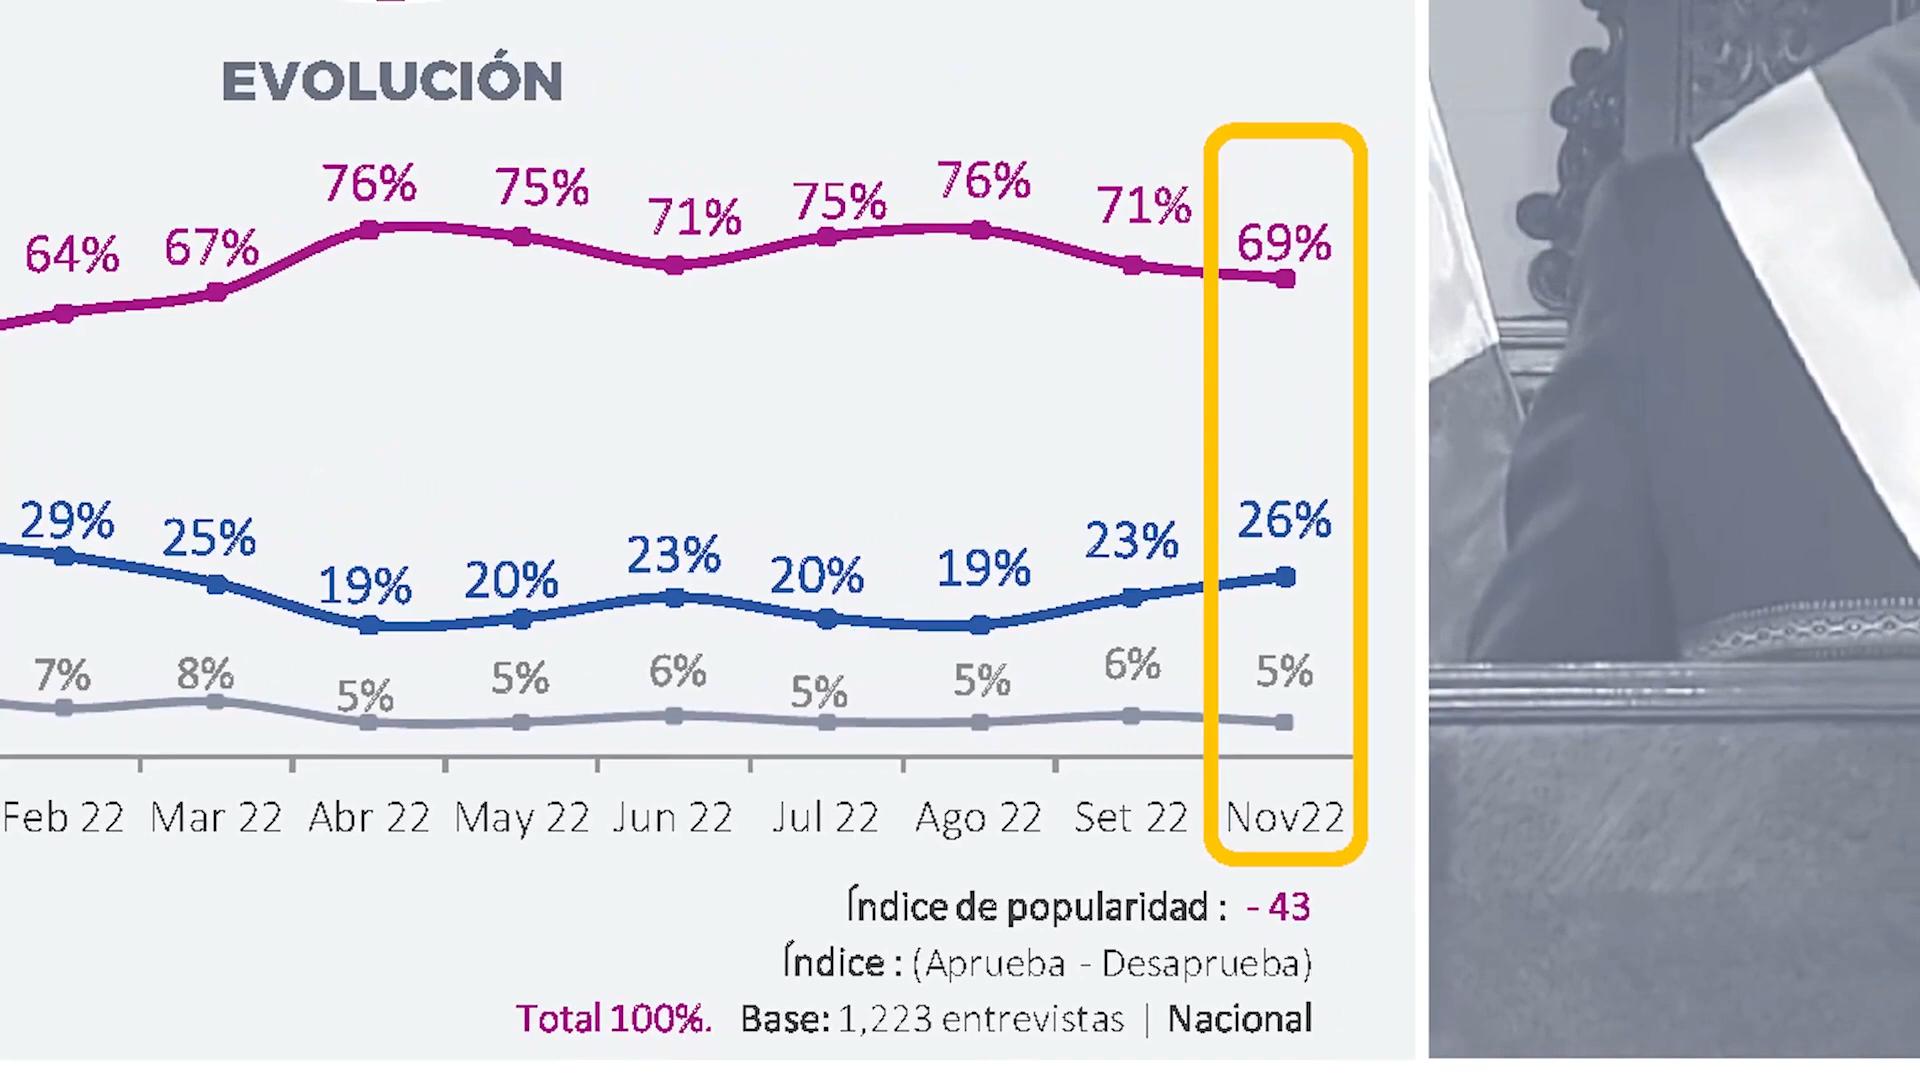 EVOLUCIÓN
64% 67% 76% 75% 71% 75% 76% 71% 69%
29% 25% 19% 20% 23% 20% 19% 23% 26%
7% 8% 5% 5% 6% 5% 5% 6% 5%
Feb 22 Mar 22 Abr 22 May 22 Jun 22 Jul 22 Ago 22 Set 22 Nov22
Índice de popularidad : - 43
Índice : (Aprueba - Desaprueba)
Total 100%. Base: 1,223 entrevistas | Nacional